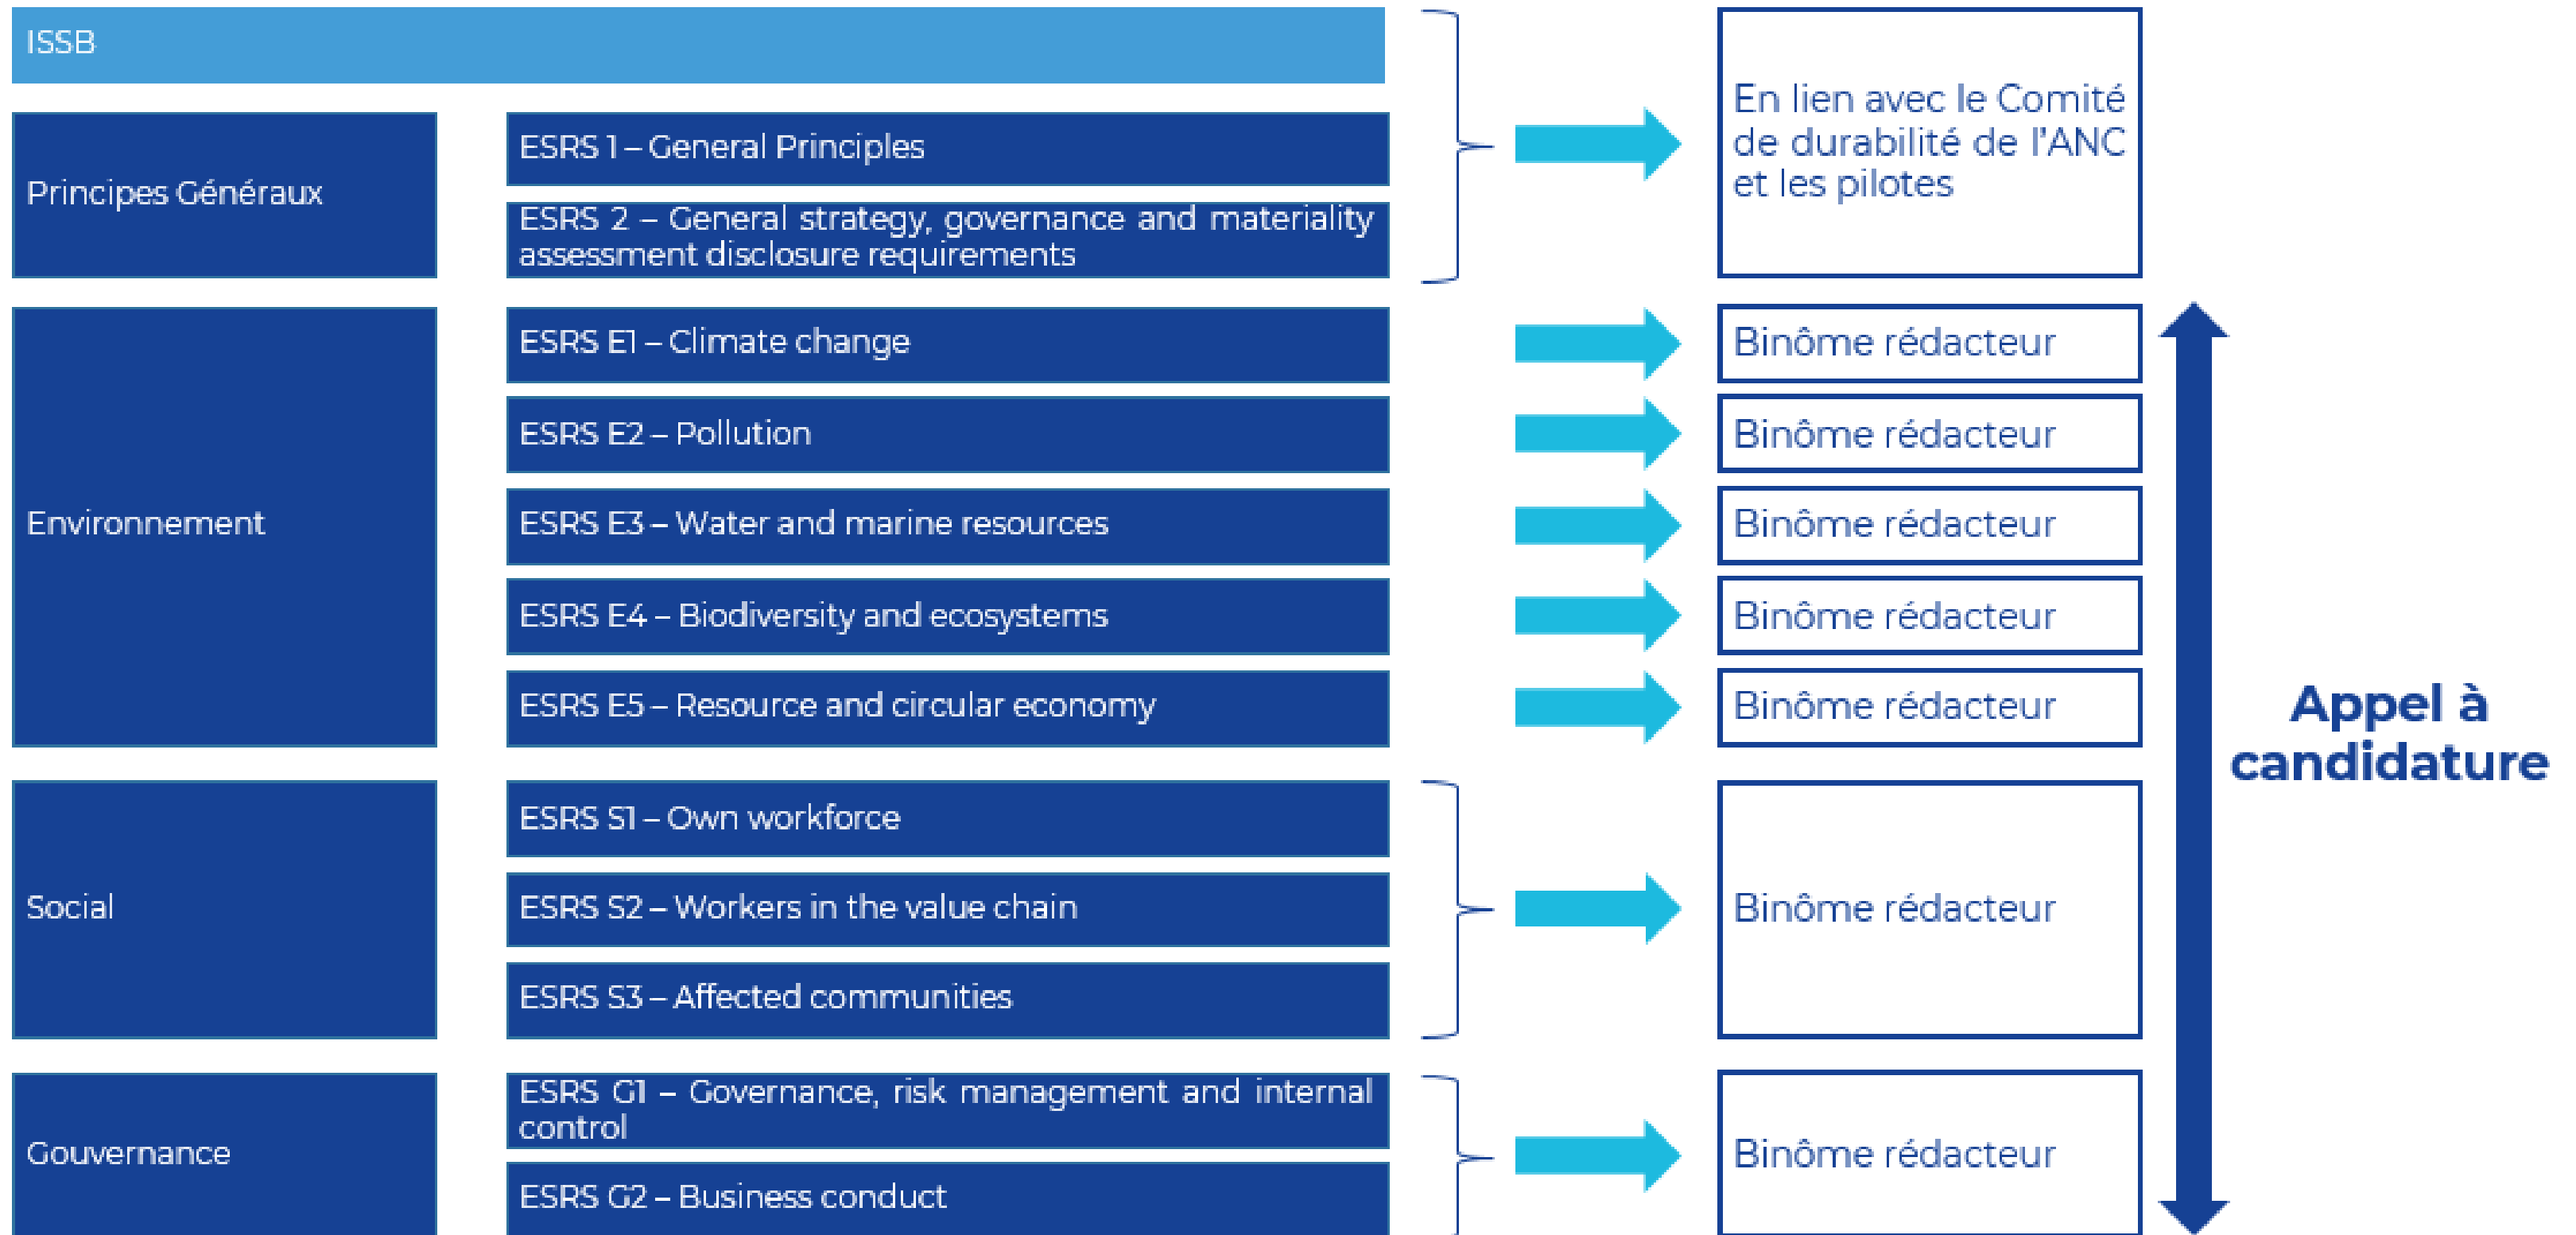 ISSB
Principes Généraux
ESRS 1 – General Principles
ESRS 2 – General strategy, governance and materiality
assessment disclosure requirements
En lien avec le Comité
de durabilité de l'ANC
et les pilotes
Environnement
ESRS E1 – Climate change
Binôme rédacteur
ESRS E2 – Pollution
Binôme rédacteur
ESRS E3 – Water and marine resources
Binôme rédacteur
ESRS E4 – Biodiversity and ecosystems
Binôme rédacteur
ESRS E5 – Resource and circular economy
Binôme rédacteur
Social
ESRS S1 – Own workforce
ESRS S2 – Workers in the value chain
ESRS S3 – Affected communities
Binôme rédacteur
Gouvernance
ESRS G1 – Governance, risk management and internal
control
ESRS G2 – Business conduct
Binôme rédacteur
Appel à
candidature